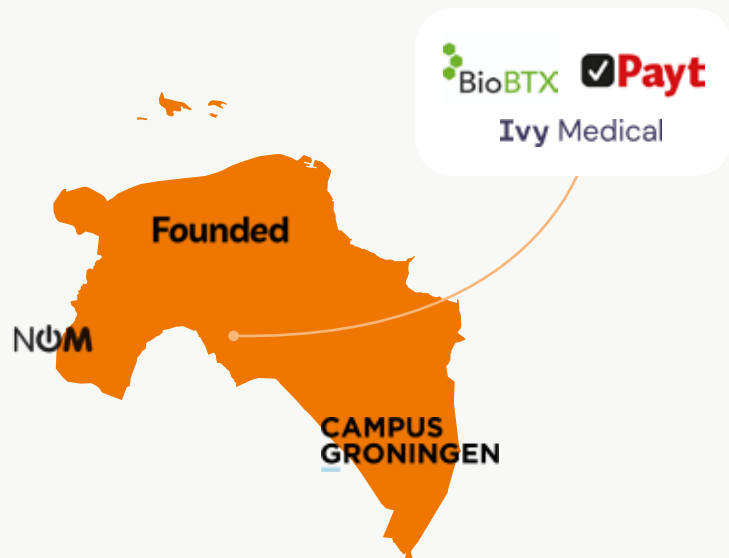 BioBTX
Payt
Ivy Medical
Founded
NOM
CAMPUS
GRONINGEN